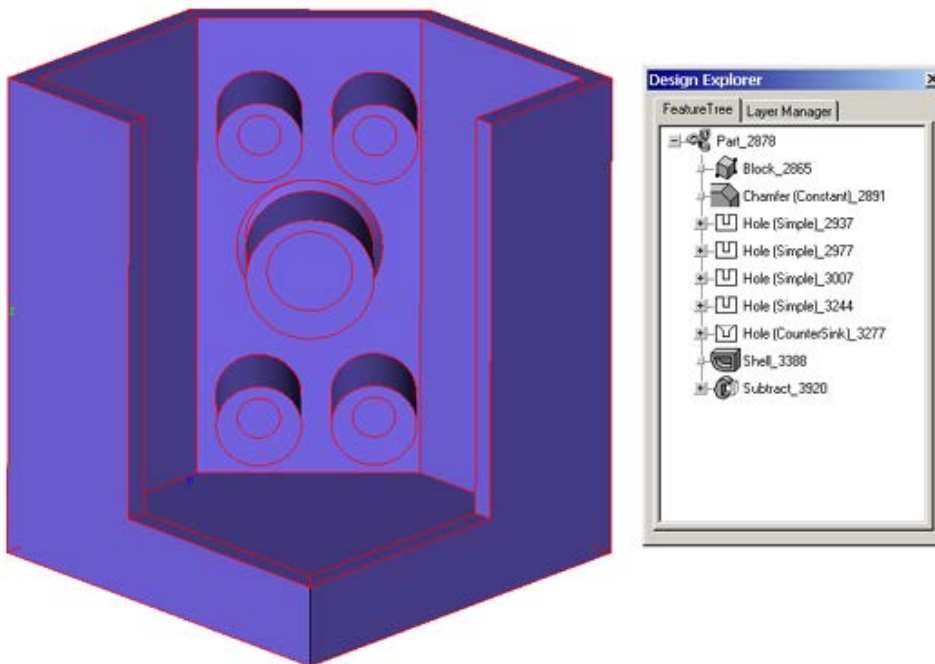 Design Explorer
FeatureTree Layer Manager
Part_2878
Block_2865
Chamfer (Constant)_2891
Hole (Simple)_2937
Hole (Simple)_2977
Hole (Simple)_3007
Hole (Simple)_3244
Hole (CounterSink)_3277
Shell_3388
Subtract_3920